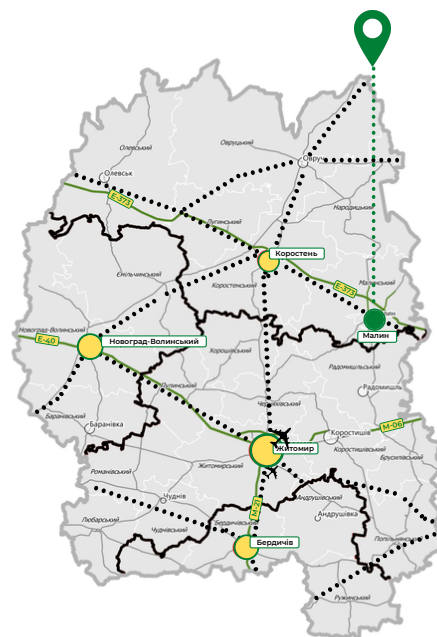 Олевський
Овруцький
Овруч
Олевськ
E-373
Народицький
Лугинський
Коростень
Ємільчинський
Коростенський
E-373
Малинський
Новоград-Волинський
E-40
Новоград-Волинський
Малин
Хорошівський
Радомишльський
Пулинський
Радомишль
Черняхівський
Баранівський
Баранівка
M-06
Коростишів
Житомир
Коростишівський
Брусилівський
Житомирський
Романівський
Чуднів
Андрушівський
M-21
Любарський
Андрушівка
Чуднівський
Бердичівський
Попільнянський
Бердичів
Ружинський